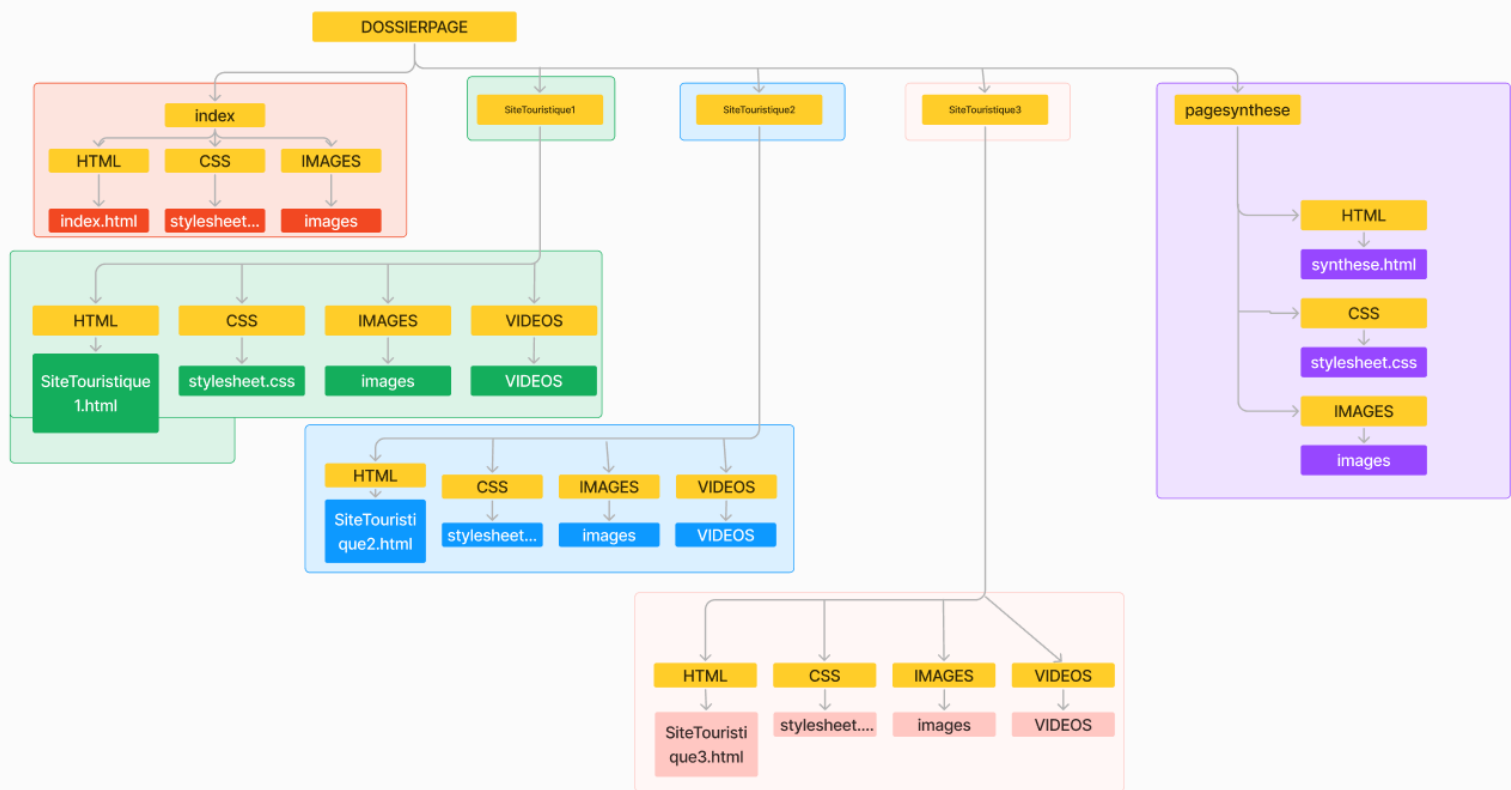 DOSSIERPAGE
index
SiteTouristique1
SiteTouristique2
SiteTouristique3
pagesynthese
HTML
CSS
IMAGES
index.html
stylesheet...
images
HTML
synthese.html
CSS
stylesheet.css
IMAGES
images
HTML
CSS
IMAGES
VIDEOS
SiteTouristique
1.html
stylesheet.css
images
VIDEOS
HTML
CSS
IMAGES
VIDEOS
SiteTouristi
que2.html
stylesheet...
images
VIDEOS
HTML
CSS
IMAGES
VIDEOS
SiteTouristi
que3.html
stylesheet....
images
VIDEOS